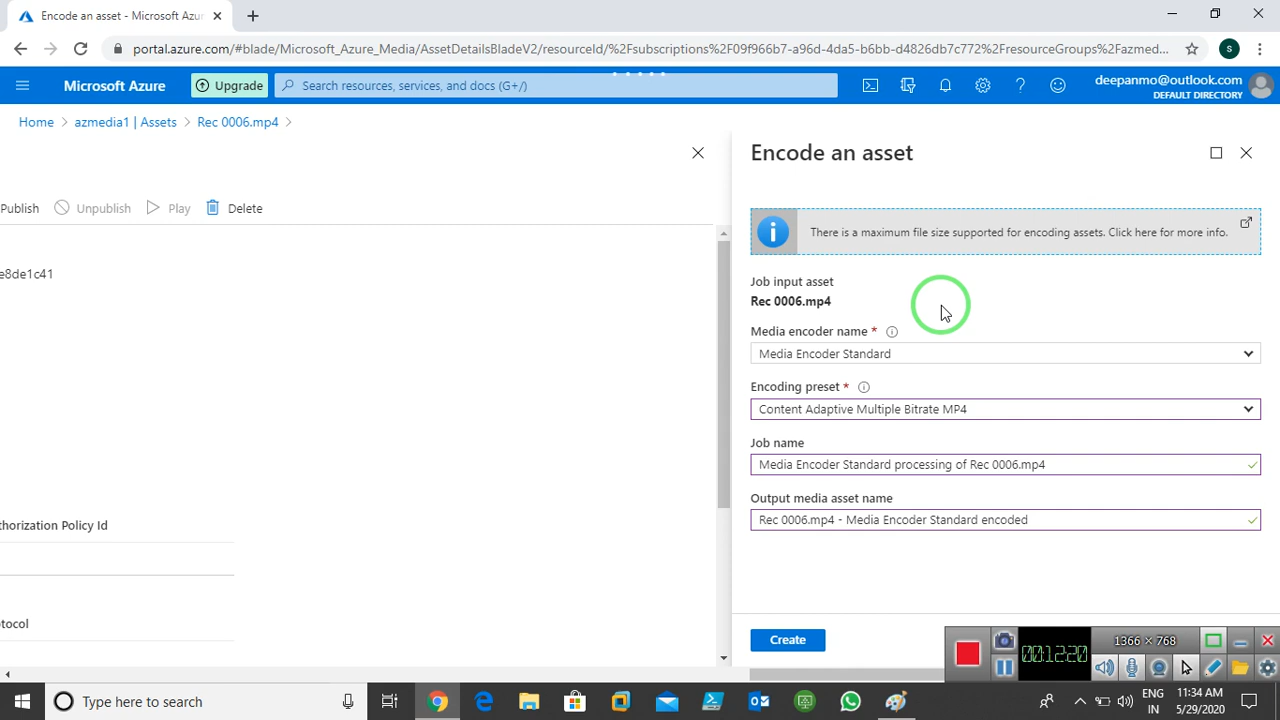 Encode an asset - Microsoft Azur
portal.azure.com/#blade/Microsoft_Azure_Media/AssetDetailsBladeV2/resourceId/%2Fsubscriptions%2F09f966b7-a96d-4da5-b6bb-d4826db7c772%2FresourceGroups%2Fazmed...
S
Microsoft Azure
Upgrade
Search resources, services, and docs (G+/)
deepanmo@outlook.com
DEFAULT DIRECTORY
Home > azmedia1 | Assets > Rec 0006.mp4 >
Encode an asset
Publish
Unpublish
Play
Delete
There is a maximum file size supported for encoding assets. Click here for more info.
e8de1c41
Job input asset
Rec 0006.mp4
Media encoder name *
Media Encoder Standard
Encoding preset *
Content Adaptive Multiple Bitrate MP4
Job name
Media Encoder Standard processing of Rec 0006.mp4
Output media asset name
Rec 0006.mp4 - Media Encoder Standard encoded
thorization Policy Id
otocol
Create
00:12:20
1366 × 768
Type here to search
ENG
IN
11:34 AM
5/29/2020